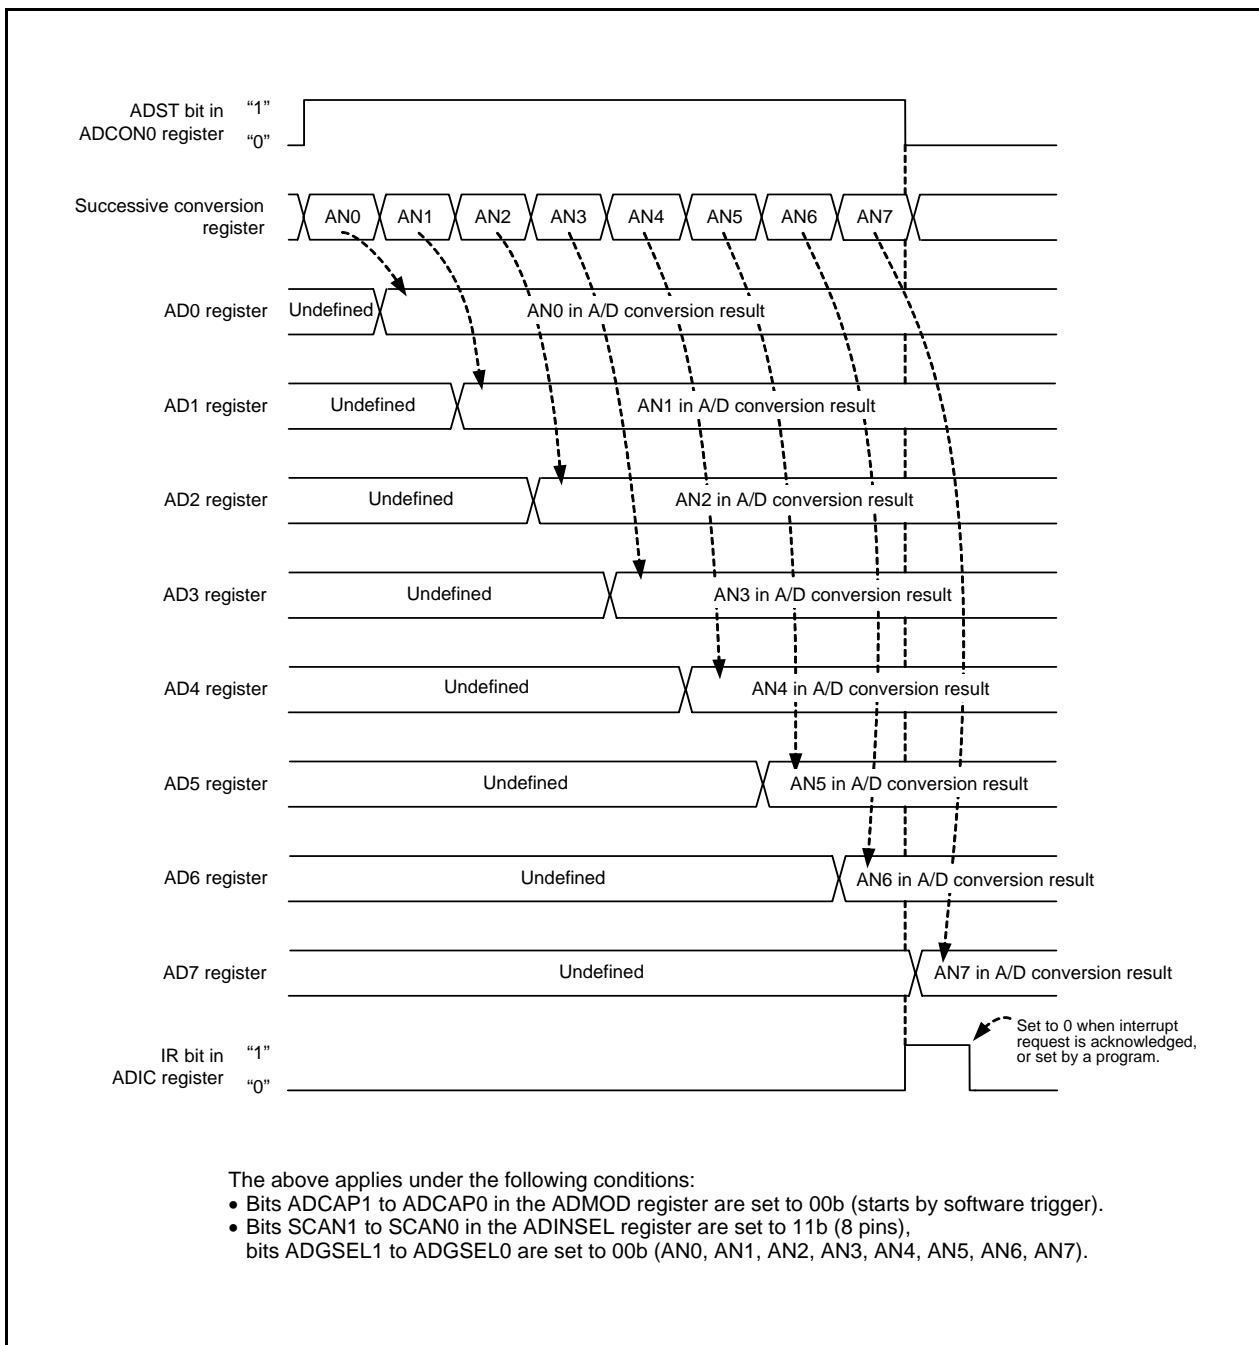 ADST bit in "1"
ADCON0 register "0"
Successive conversion
register
AN0 AN1 AN2 AN3 AN4 AN5 AN6 AN7
AD0 register Undefined AN0 in A/D conversion result
AD1 register Undefined AN1 in A/D conversion result
AD2 register Undefined AN2 in A/D conversion result
AD3 register Undefined AN3 in A/D conversion result
AD4 register Undefined AN4 in A/D conversion result
AD5 register Undefined AN5 in A/D conversion result
AD6 register Undefined AN6 in A/D conversion result
AD7 register Undefined AN7 in A/D conversion result
IR bit in "1"
ADIC register "0"
Set to 0 when interrupt
request is acknowledged,
or set by a program.
The above applies under the following conditions:
• Bits ADCAP1 to ADCAP0 in the ADMOD register are set to 00b (starts by software trigger).
• Bits SCAN1 to SCAN0 in the ADINSEL register are set to 11b (8 pins),
bits ADGSEL1 to ADGSEL0 are set to 00b (AN0, AN1, AN2, AN3, AN4, AN5, AN6, AN7).